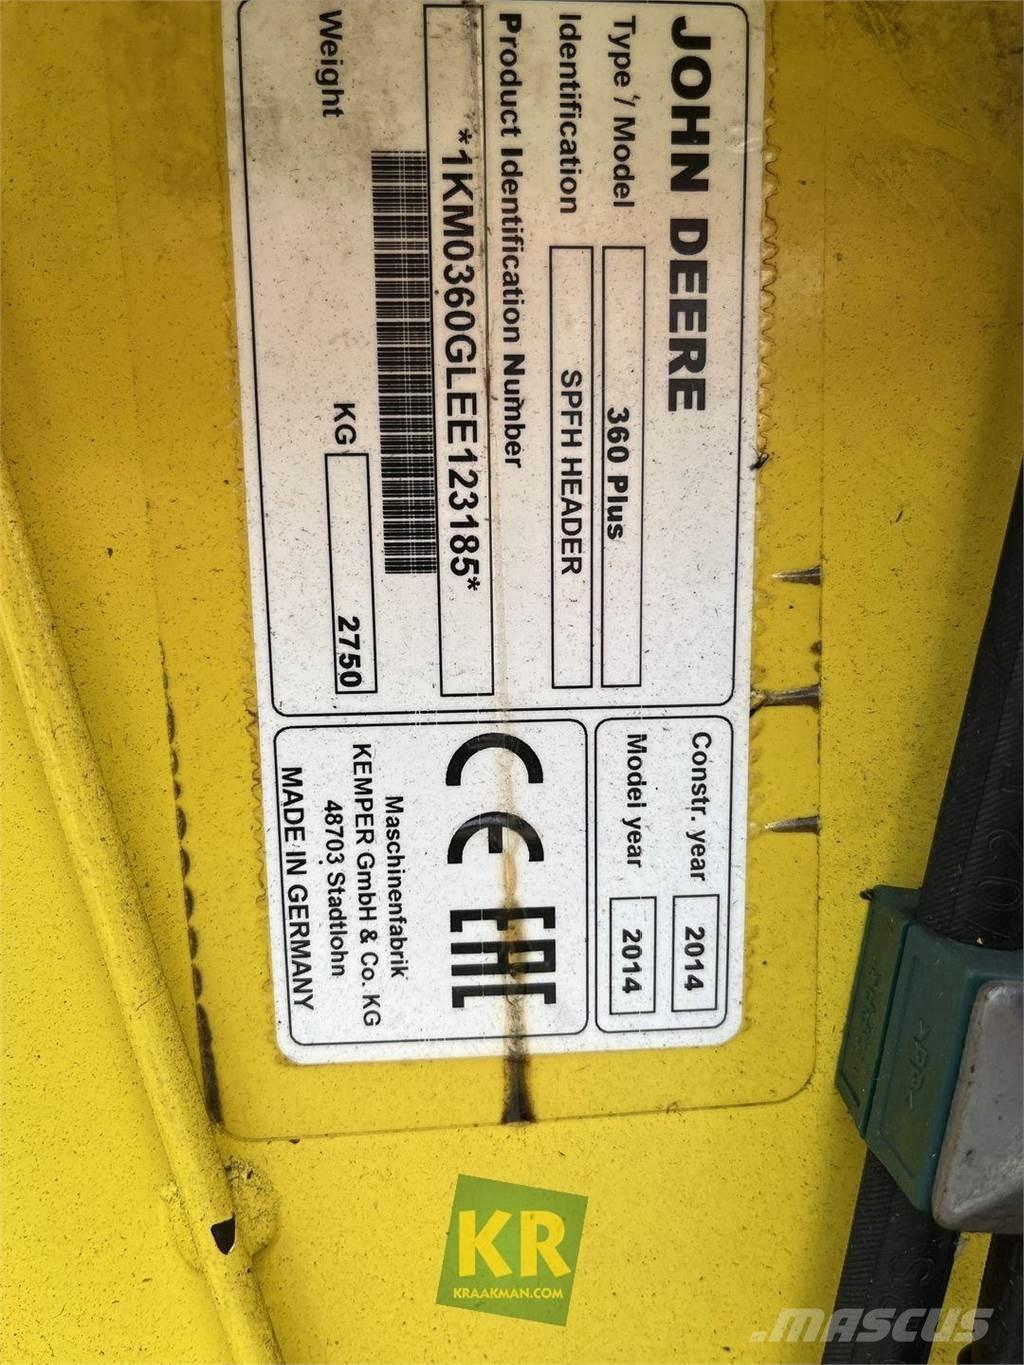 JOHN DEERE
Type / Model 360 Plus
Identification SPFH HEADER
Product Identification Number
*1KM0360GLEE123185*
Weight KG 2750
Constr. year 2014
Model year 2014
CE EAC
Maschinenfabrik
KEMPER GmbH & Co. KG
48703 Stadtlohn
MADE IN GERMANY
KR
KRAAKMAN.COM
.MASCUS